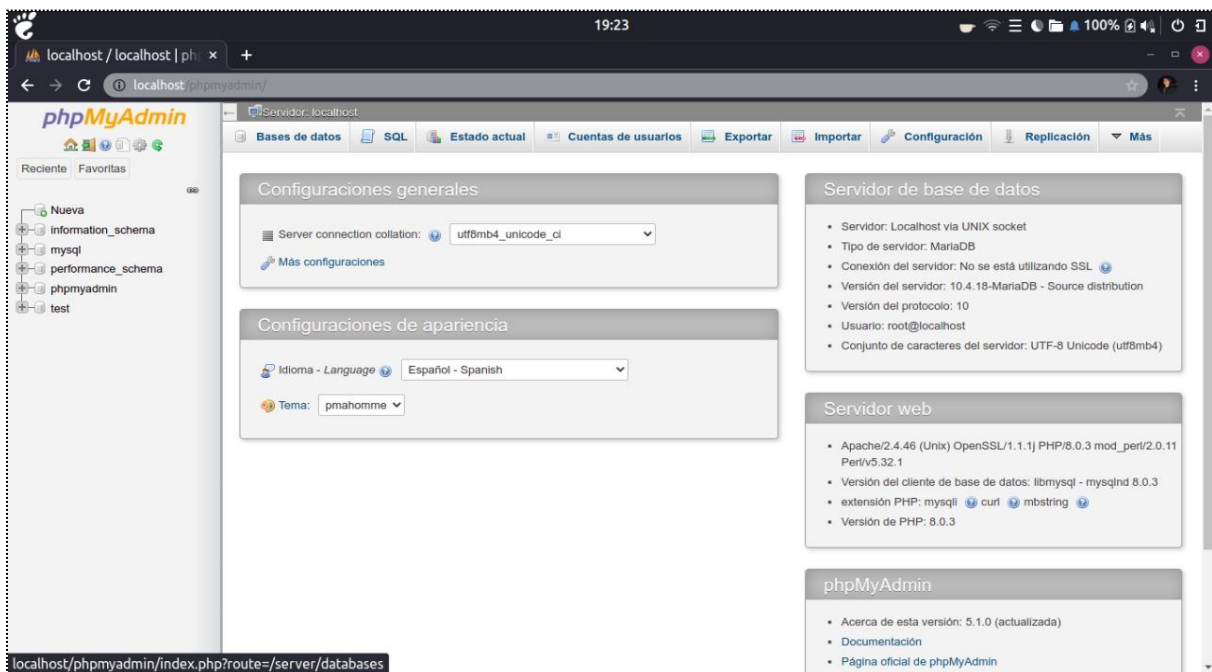 19:23
100%
localhost / localhost | ph
localhost/phpmyadmin/
phpMyAdmin
Reciente Favoritas
Nueva
information_schema
mysql
performance_schema
phpmyadmin
test
Servidor: localhost
Bases de datos SQL Estado actual Cuentas de usuarios Exportar Importar Configuración Replicación Más
Configuraciones generales
Server connection collation: utf8mb4_unicode_ci
Más configuraciones
Configuraciones de apariencia
Idioma - Language Español - Spanish
Tema: pmahomme
Servidor de base de datos
• Servidor: Localhost via UNIX socket
• Tipo de servidor: MariaDB
• Conexión del servidor: No se está utilizando SSL
• Versión del servidor: 10.4.18-MariaDB - Source distribution
• Versión del protocolo: 10
• Usuario: root@localhost
• Conjunto de caracteres del servidor: UTF-8 Unicode (utf8mb4)
Servidor web
• Apache/2.4.46 (Unix) OpenSSL/1.1.1j PHP/8.0.3 mod_perl/2.0.11
Perl/v5.32.1
• Versión del cliente de base de datos: libmysql - mysqlnd 8.0.3
• extensión PHP: mysqli curl mbstring
• Versión de PHP: 8.0.3
phpMyAdmin
• Acerca de esta versión: 5.1.0 (actualizada)
• Documentación
• Página oficial de phpMyAdmin
localhost/phpmyadmin/index.php?route=/server/databases